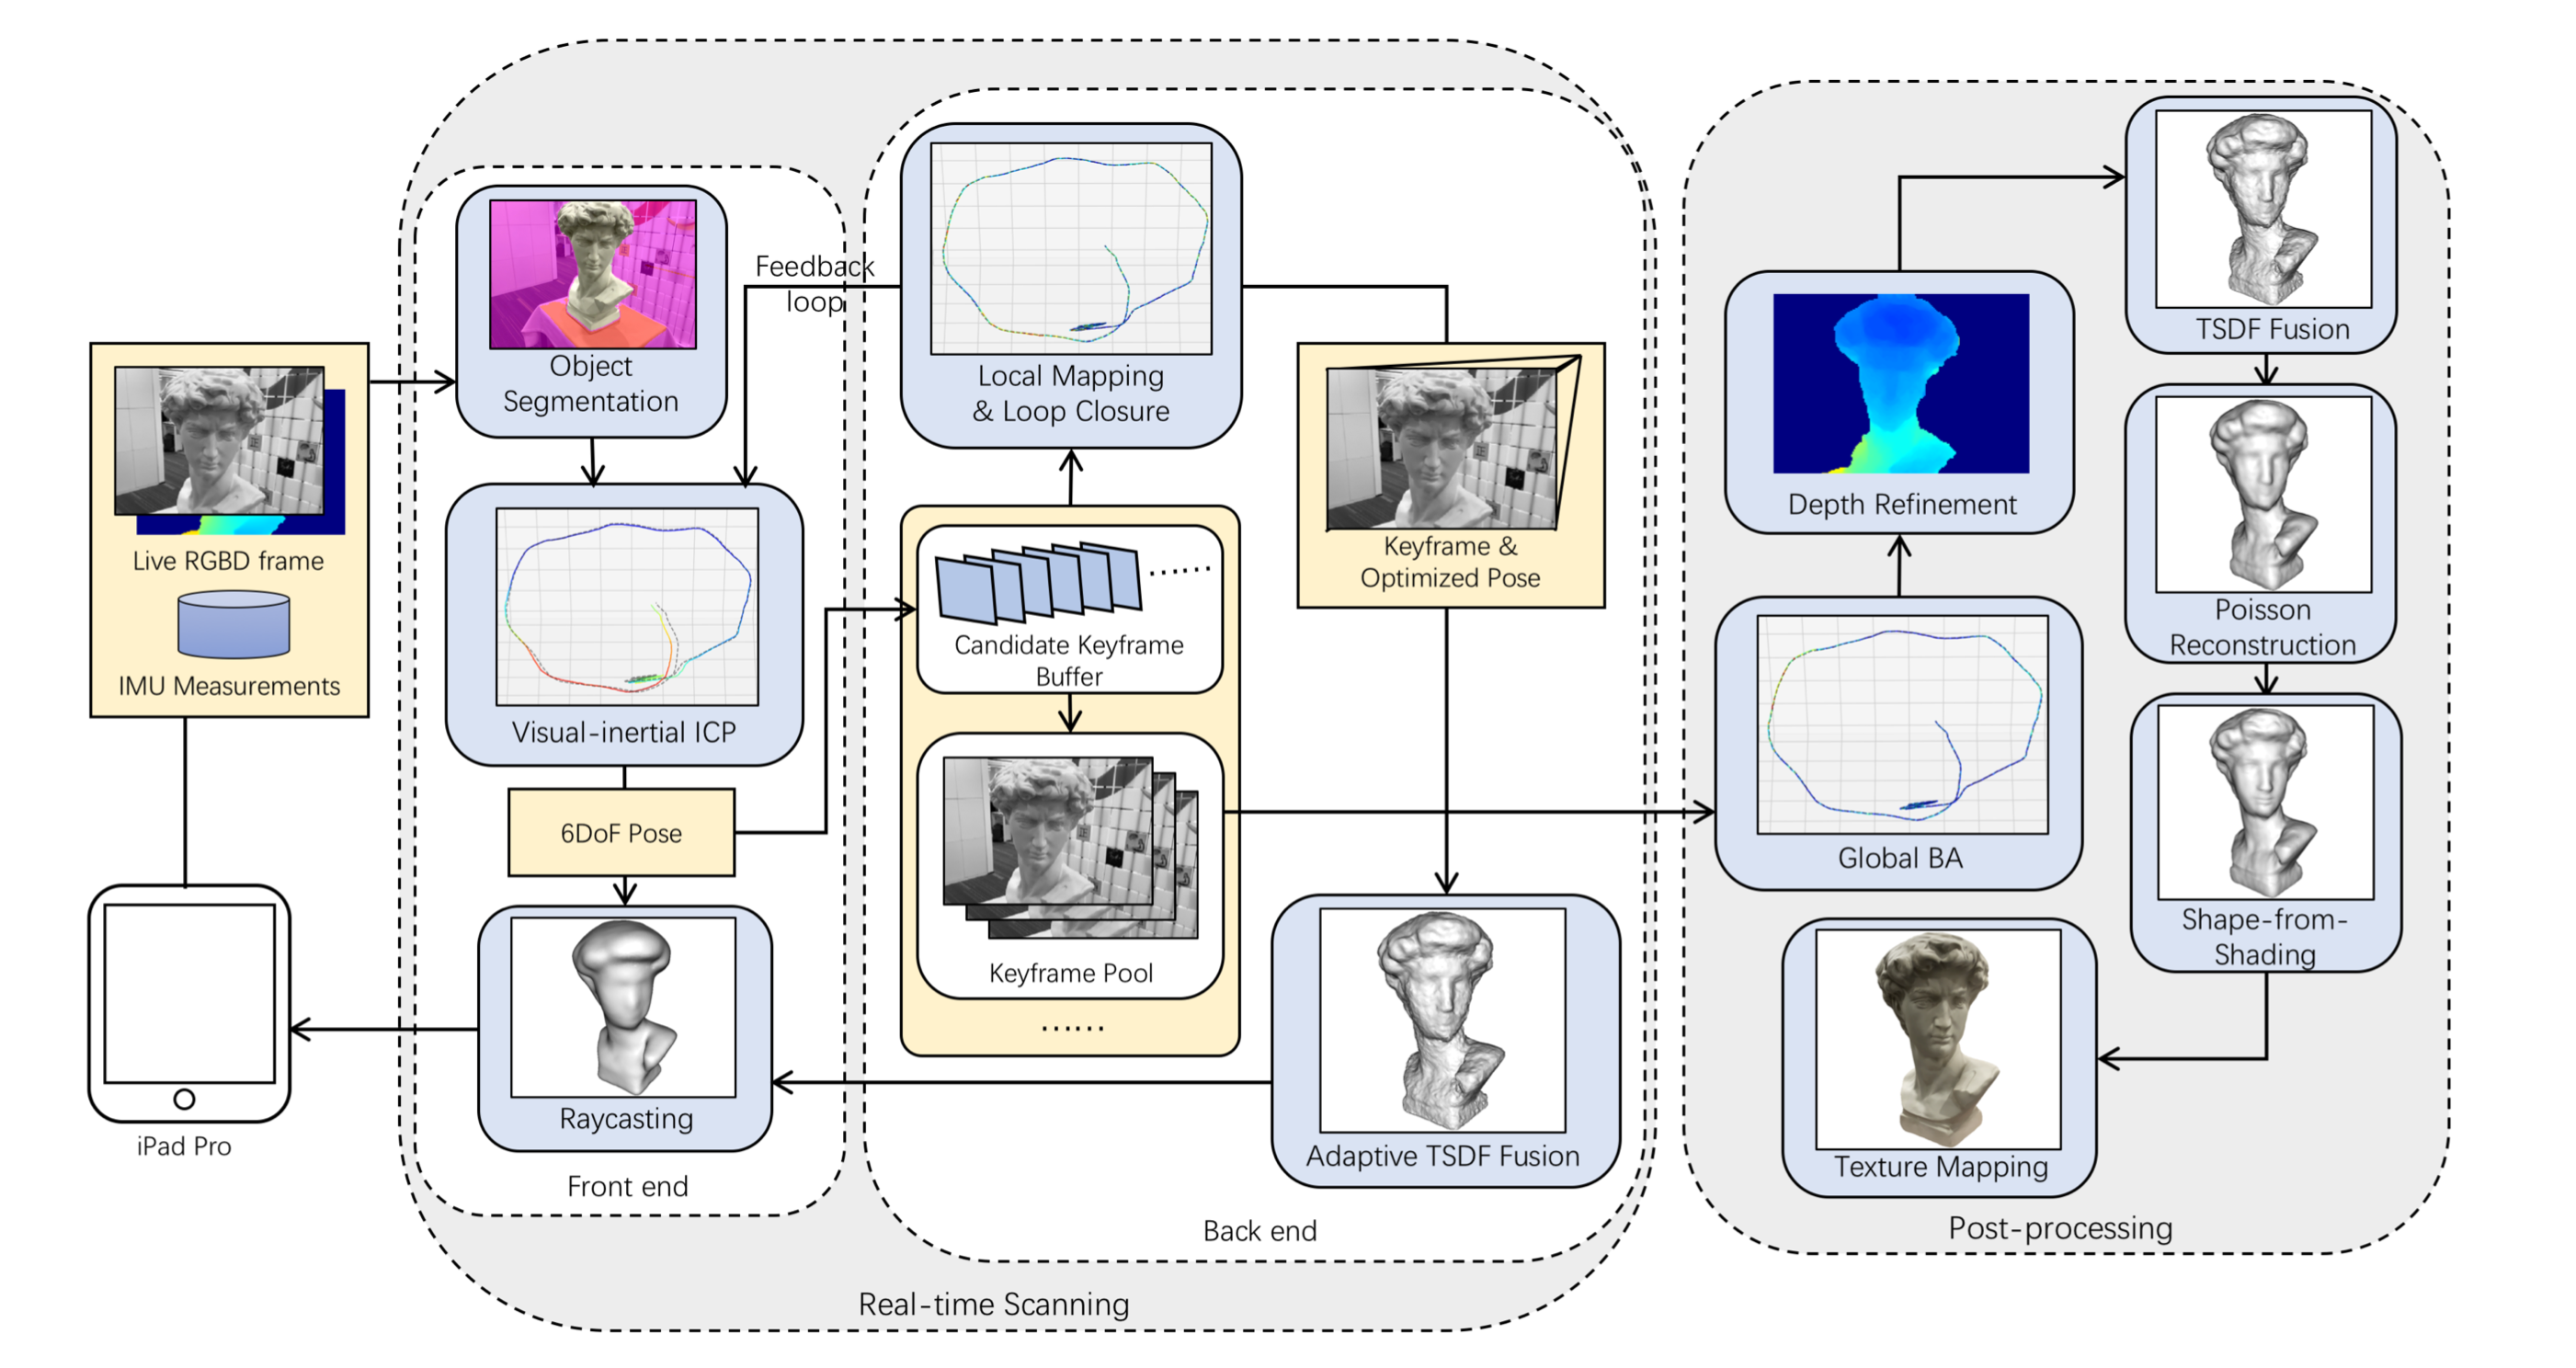 Live RGBD frame
IMU Measurements
iPad Pro
Object
Segmentation
Feedback
loop
Visual-inertial ICP
6DoF Pose
Raycasting
Front end
Local Mapping
& Loop Closure
Candidate Keyframe
Buffer
Keyframe Pool
......
Keyframe &
Optimized Pose
Adaptive TSDF Fusion
Back end
Real-time Scanning
Global BA
Depth Refinement
TSDF Fusion
Poisson
Reconstruction
Shape-from-
Shading
Texture Mapping
Post-processing